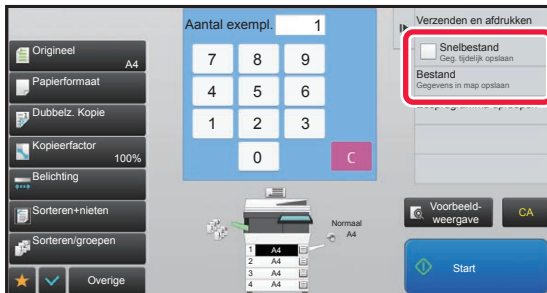 Aantal exempl. 1
Verzenden en afdrukken
Origineel
A4
Papierformaat
Dubbelz. Kopie
Kopieerfactor
100%
Belichting
Sorteren+nieten
Sorteren/groepen
Overige
7 8 9
4 5 6
1 2 3
0 C
Normaal
A4
1 A4
2 A4
3 A4
4 A4
Snelbestand
Geg. tijdelijk opslaan
Bestand
Gegevens in map opslaan
Voorbeeld-
weergave
CA
Start